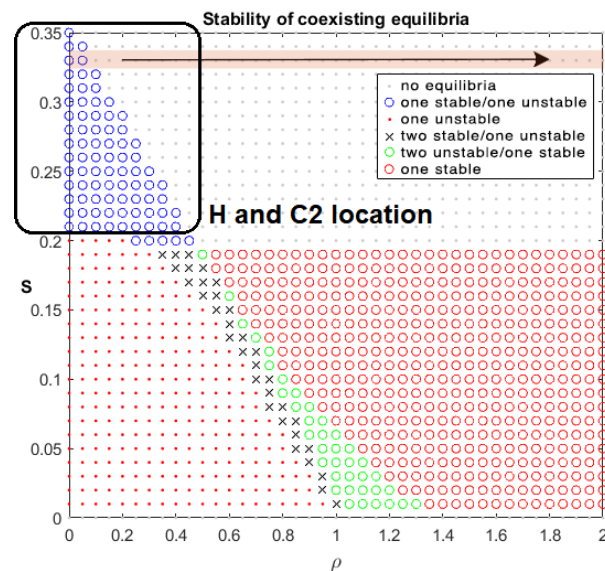 Stability of coexisting equilibria
0.35
0.3
0.25
0.2
0.15
0.1
0.05
0
S
no equilibria
one stable/one unstable
one unstable
two stable/one unstable
two unstable/one stable
one stable
H and C2 location
0 0.2 0.4 0.6 0.8 1 1.2 1.4 1.6 1.8 2
ρ